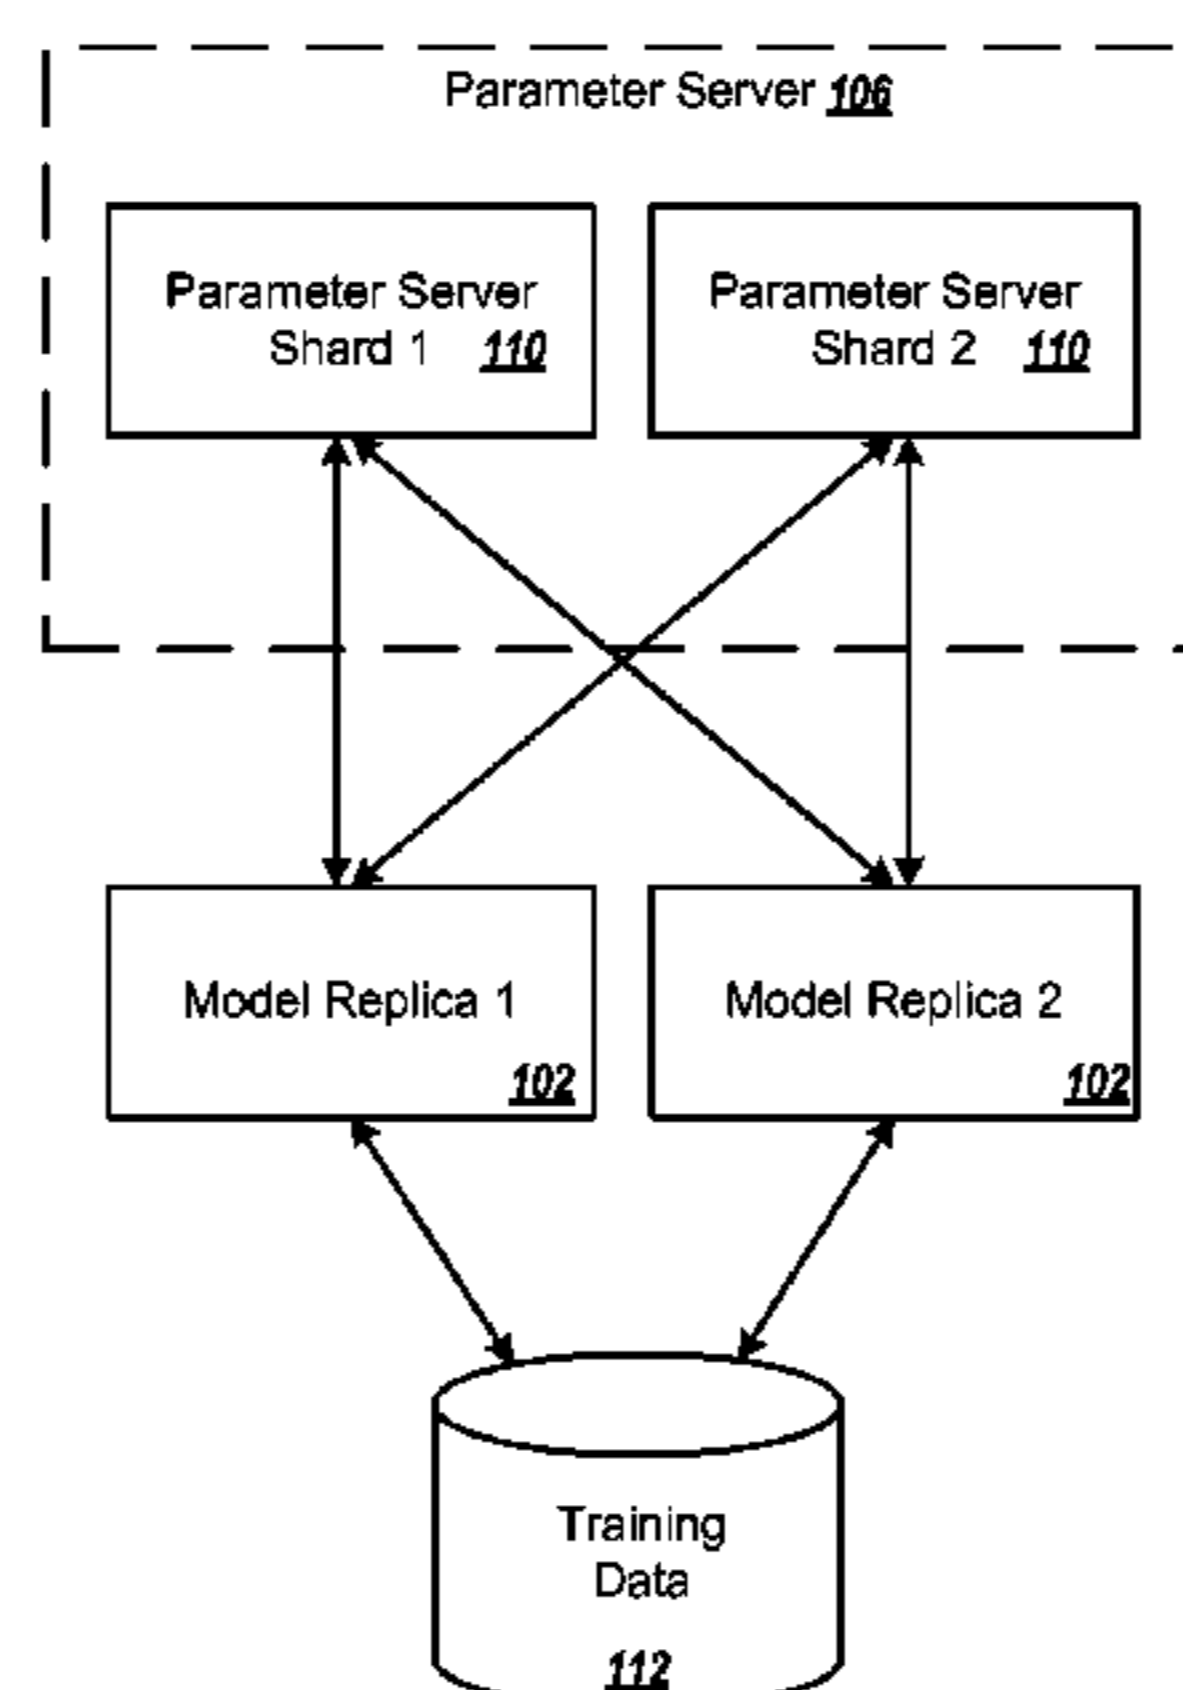 Parameter Server 106
Parameter Server
Shard 1 110
Parameter Server
Shard 2 110
Model Replica 1
102
Model Replica 2
102
Training
Data
112